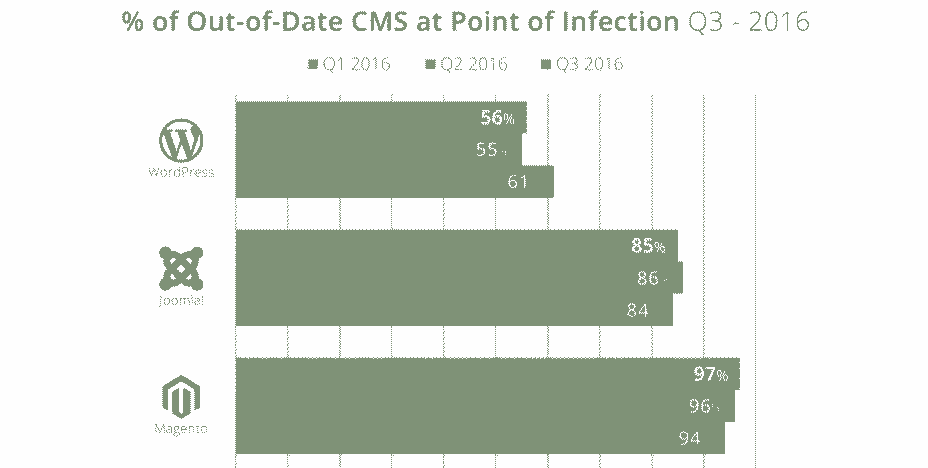 % of Out-of-Date CMS at Point of Infection Q3 - 2016
Q1 2016 Q2 2016 Q3 2016
56%
55%
61
WordPress
85%
86%
84
Joomla!
97%
96%
94
Magento